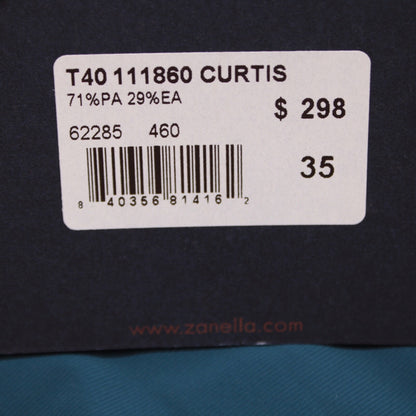 T40 111860 CURTIS
71%PA 29%EA
$ 298
62285 460
35
8 40356 81416 2
www.zanella.com